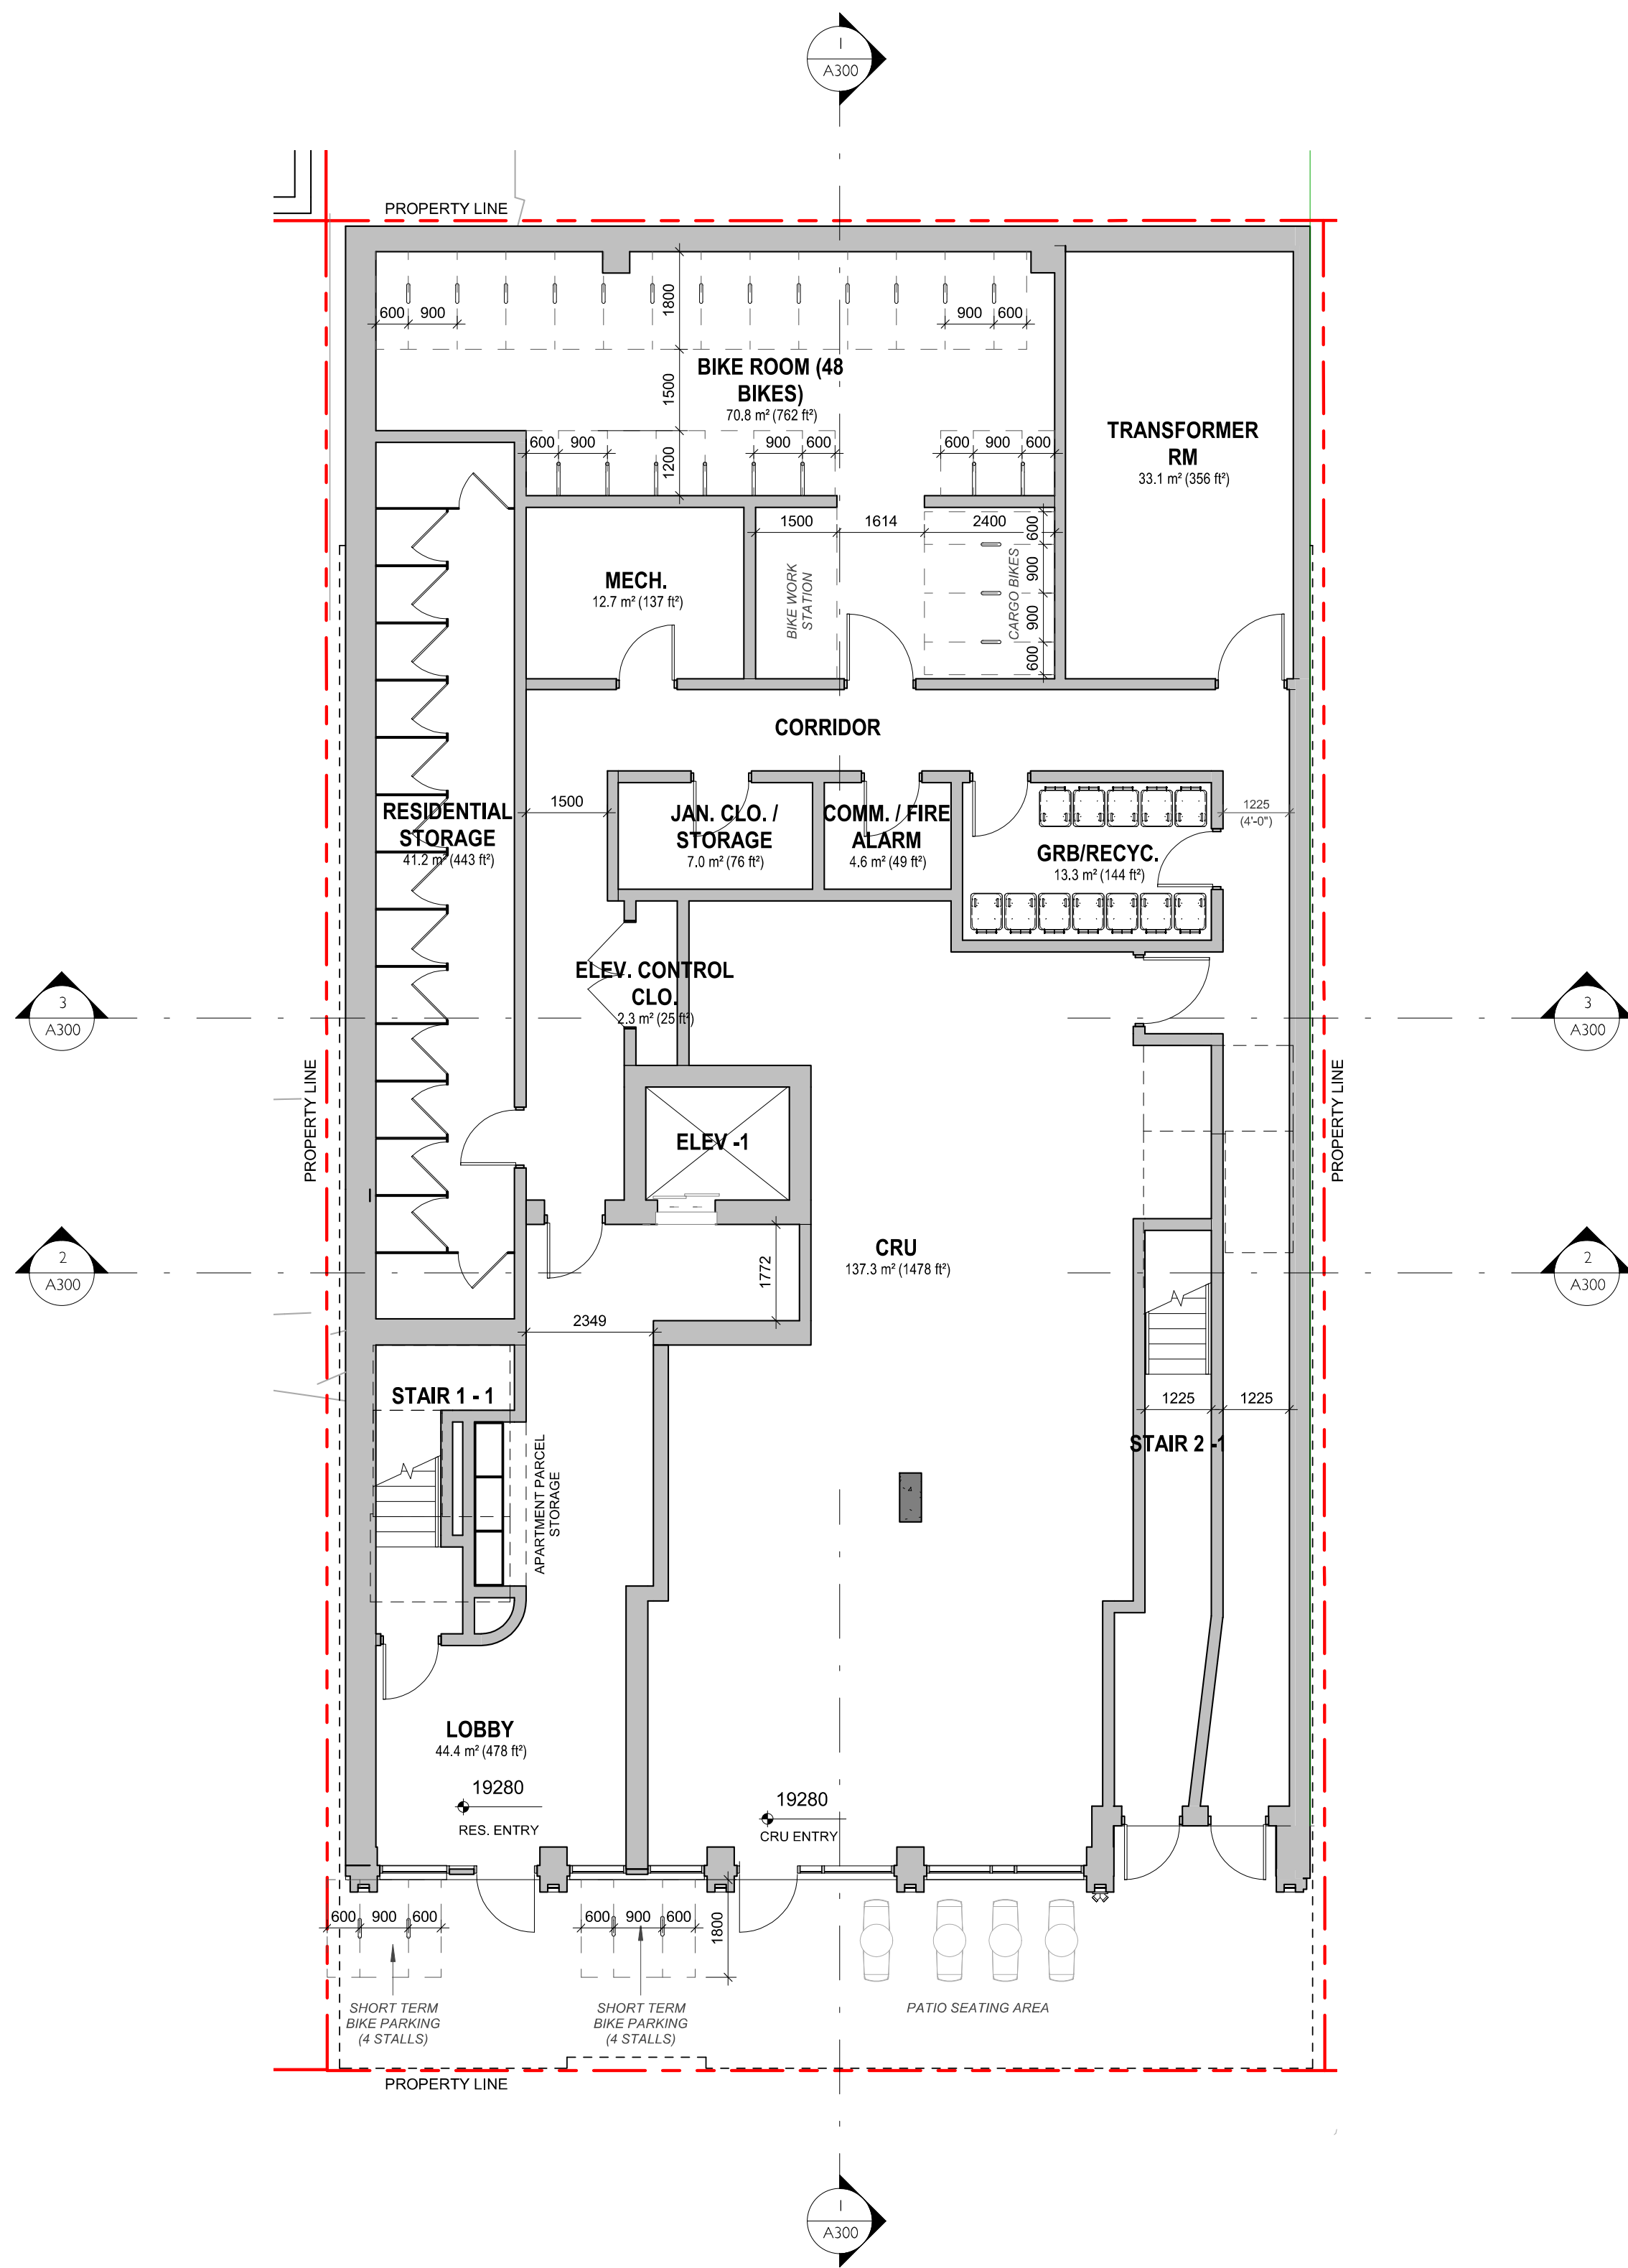 1
A300
PROPERTY LINE
1800
600 900
900 600
BIKE ROOM (48
BIKES)
70.8 m² (762 ft²)
1500
TRANSFORMER
RM
33.1 m² (356 ft²)
600 900
900 600
600 900 600
1200
1500
1614
2400
600
900
900
600
BIKE WORK
STATION
CARGO BIKES
MECH.
12.7 m² (137 ft²)
CORRIDOR
RESIDENTIAL
STORAGE
41.2 m² (443 ft²)
1500
JAN. CLO. /
STORAGE
7.0 m² (76 ft²)
COMM. / FIRE
ALARM
4.6 m² (49 ft²)
GRB/RECYC.
13.3 m² (144 ft²)
1225
(4'-0")
ELEV. CONTROL
CLO.
2.3 m² (25 ft²)
3
A300
3
A300
PROPERTY LINE
PROPERTY LINE
ELEV -1
2
A300
2
A300
CRU
137.3 m² (1478 ft²)
1772
2349
STAIR 1 - 1
1225
1225
STAIR 2 -1
APARTMENT PARCEL
STORAGE
LOBBY
44.4 m² (478 ft²)
19280
RES. ENTRY
19280
CRU ENTRY
600 900 600
600 900 600
1800
SHORT TERM
BIKE PARKING
(4 STALLS)
SHORT TERM
BIKE PARKING
(4 STALLS)
PATIO SEATING AREA
PROPERTY LINE
1
A300